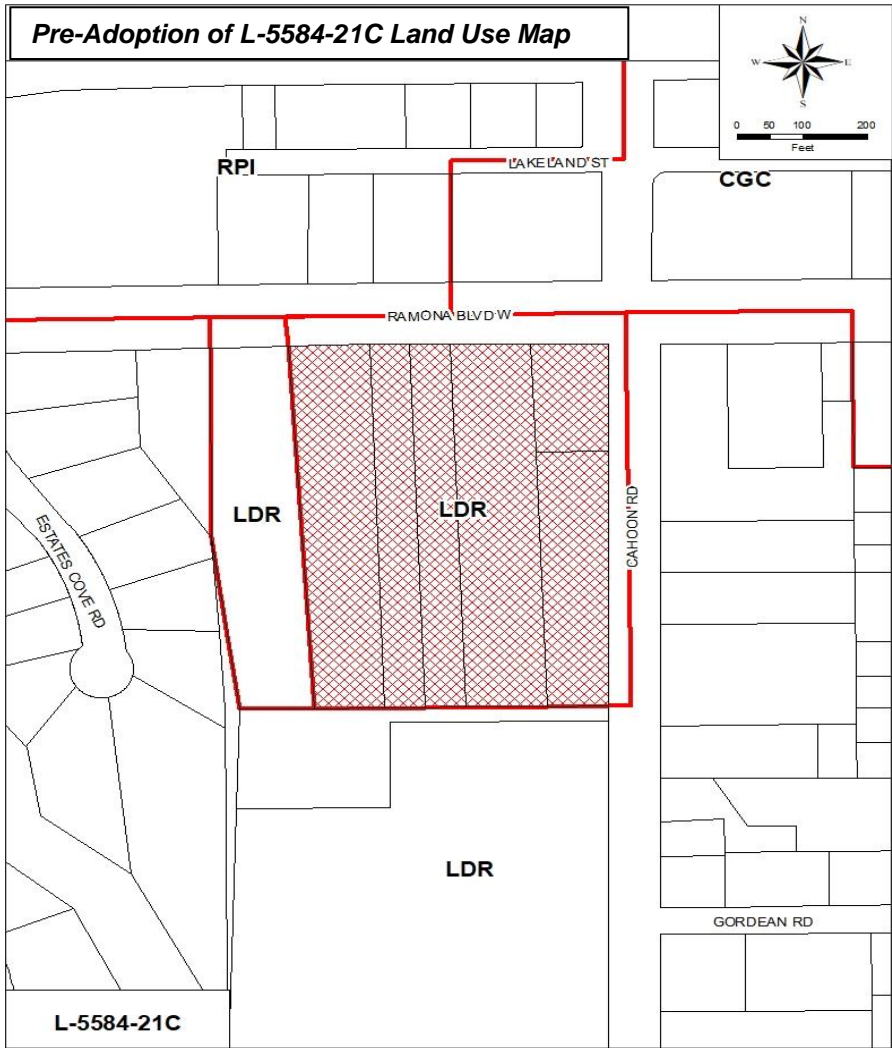 Pre-Adoption of L-5584-21C Land Use Map
N
W E
S
0 50 100 200
Feet
RPI
LAKELAND ST
CGC
RAMONA BLVD W
LDR
LDR
CAHOON RD
ESTATES COVE RD
LDR
GORDEAN RD
L-5584-21C